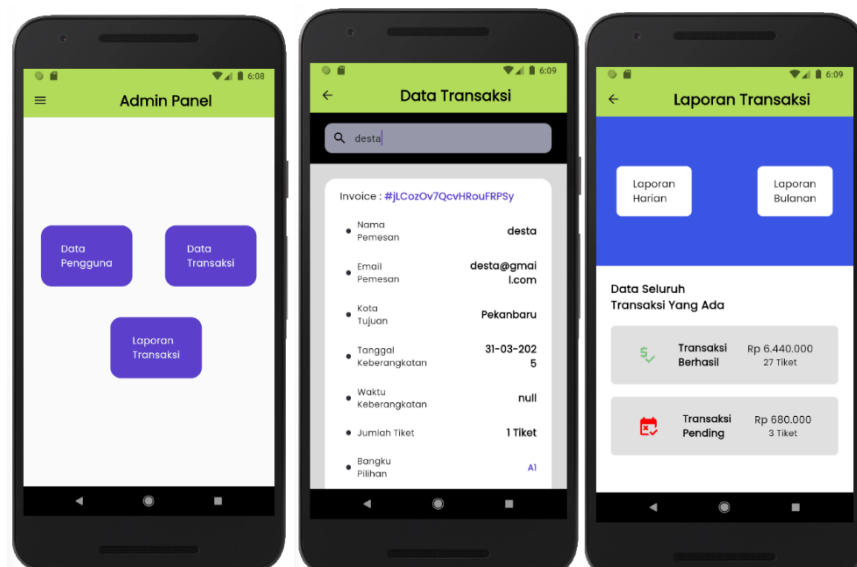 6:08
Admin Panel
Data
Pengguna
Data
Transaksi
Laporan
Transaksi
6:09
Data Transaksi
desta
Invoice : #jLCozOv7QcvHRouFRPSy
Nama
Pemesan
desta
Email
Pemesan
desta@gmai
l.com
Kota
Tujuan
Pekanbaru
Tanggal
Keberangkatan
31-03-202
5
Waktu
Keberangkatan
null
Jumlah Tiket
1 Tiket
Bangku
Pilihan
A1
6:09
Laporan Transaksi
Laporan
Harian
Laporan
Bulanan
Data Seluruh
Transaksi Yang Ada
Transaksi
Berhasil
Rp 6.440.000
27 Tiket
Transaksi
Pending
Rp 680.000
3 Tiket